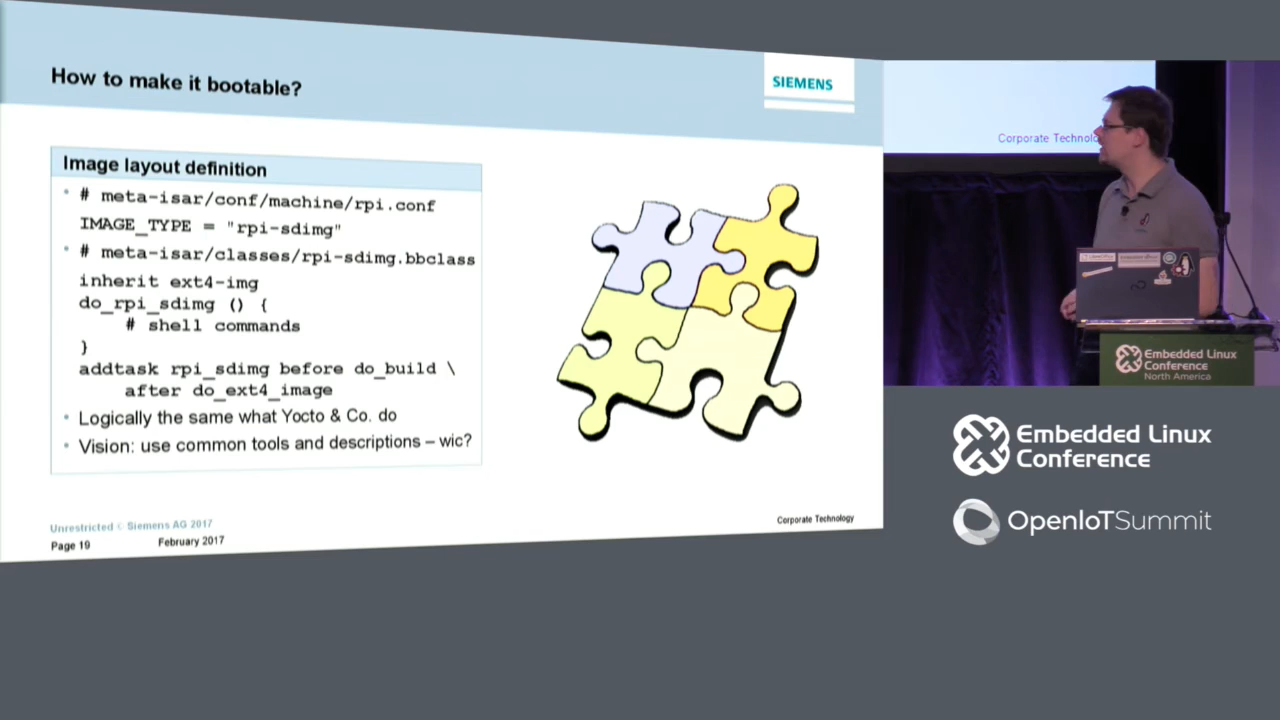 How to make it bootable?
SIEMENS
Image layout definition
# meta-isar/conf/machine/rpi.conf
IMAGE_TYPE = "rpi-sdimg"
# meta-isar/classes/rpi-sdimg.bbclass
inherit ext4-img
do_rpi_sdimg () {
# shell commands
}
addtask rpi_sdimg before do_build \
after do_ext4_image
Logically the same what Yocto & Co. do
Vision: use common tools and descriptions – wic?
Unrestricted © Siemens AG 2017
Page 19 February 2017
Corporate Technology
Corporate
Embedded Linux
Conference
North America
Embedded Linux
Conference
OpenIoTSummit